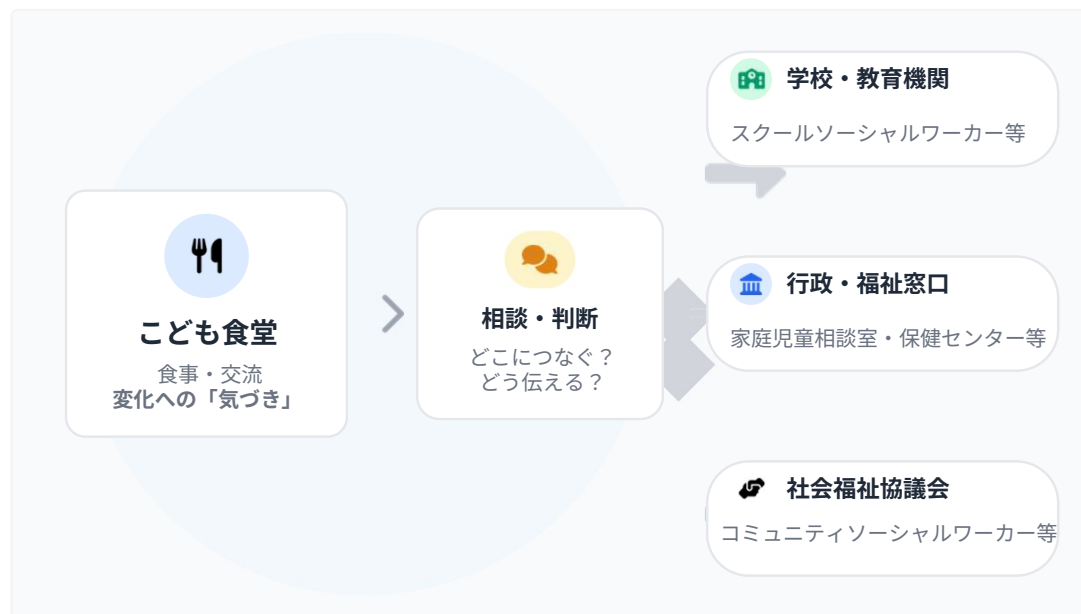 こども食堂
食事・交流
変化への「気づき」
相談・判断
どこにつなぐ？
どう伝える？
学校・教育機関
スクールソーシャルワーカー等
行政・福祉窓口
家庭児童相談室・保健センター等
社会福祉協議会
コミュニティソーシャルワーカー等